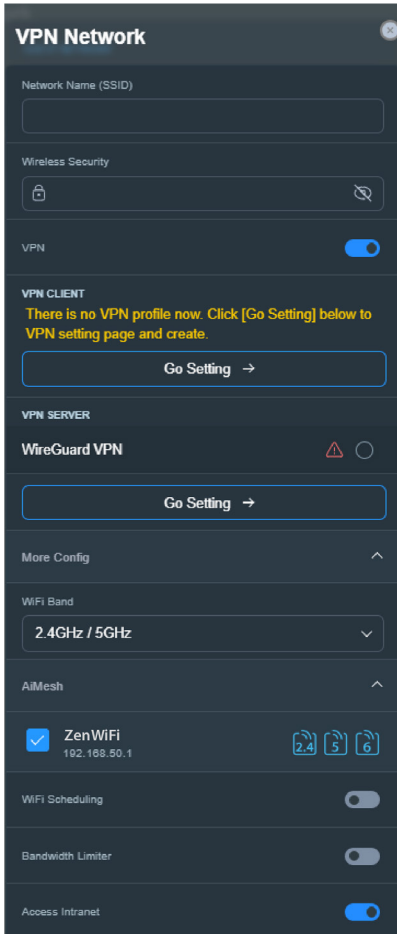 VPN Network
Network Name (SSID)
Wireless Security
VPN
VPN CLIENT
There is no VPN profile now. Click [Go Setting] below to
VPN setting page and create.
Go Setting →
VPN SERVER
WireGuard VPN
Go Setting →
More Config
WiFi Band
2.4GHz / 5GHz
AiMesh
ZenWiFi
2.4 5 6
192.168.50.1
WiFi Scheduling
Bandwidth Limiter
Access Intranet